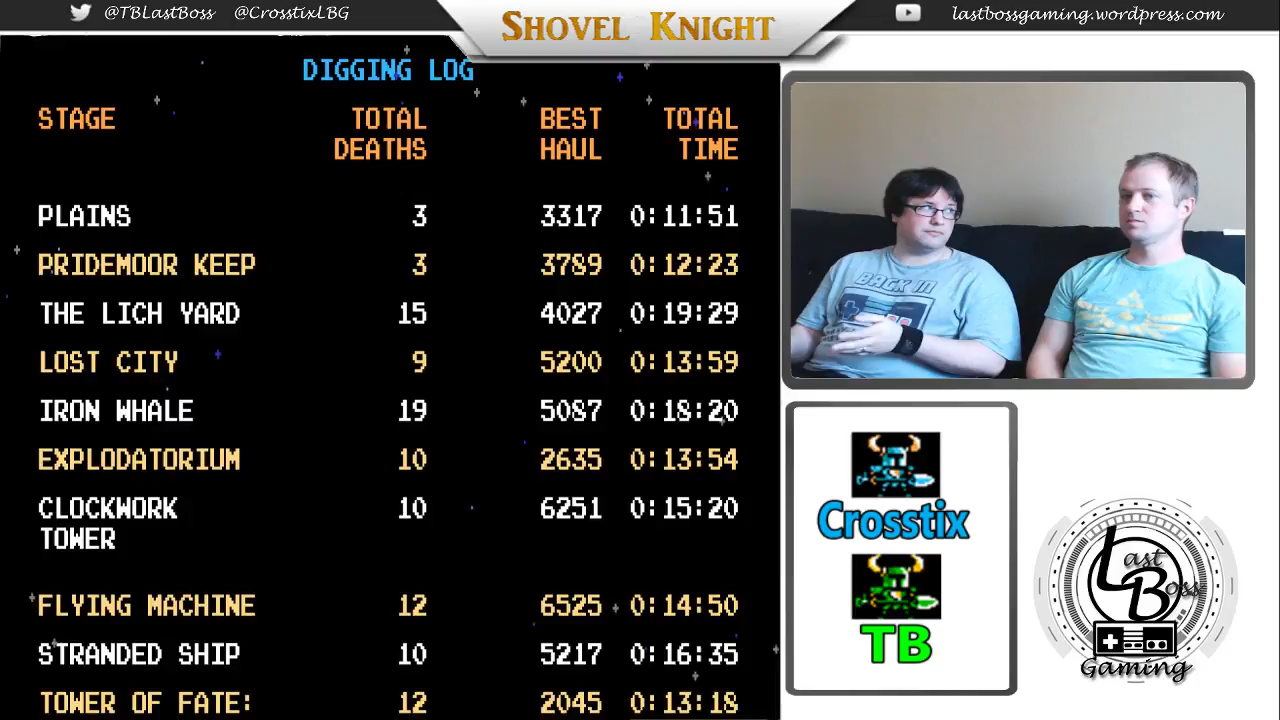 @TBLastBoss @CrosstixLBG
SHOVEL KNIGHT
lastbossgaming.wordpress.com
DIGGING LOG
STAGE TOTAL DEATHS BEST HAUL TOTAL TIME
PLAINS 3 3317 0:11:51
PRIDEMOOR KEEP 3 3789 0:12:23
THE LICH YARD 15 4027 0:19:29
LOST CITY 9 5200 0:13:59
IRON WHALE 19 5087 0:18:20
EXPLODATORIUM 10 2635 0:13:54
CLOCKWORK TOWER 10 6251 0:15:20
FLYING MACHINE 12 6525 0:14:50
STRANDED SHIP 10 5217 0:16:35
TOWER OF FATE: 12 2045 0:13:18
BACK IN
Crosstix
TB
Last
Boss
Gaming